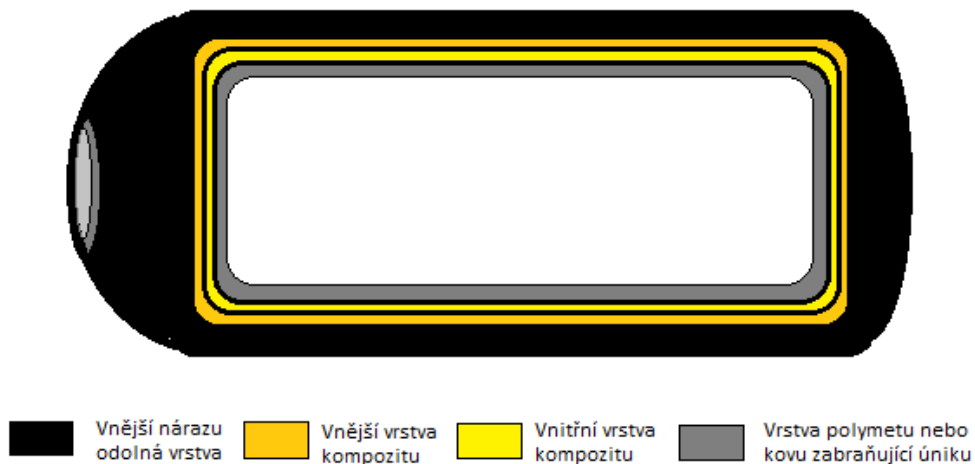 Vnější nárazu
odolná vrstva
Vnější vrstva
kompozitu
Vnitřní vrstva
kompozitu
Vrstva polymetu nebo
kovu zabraňující úniku